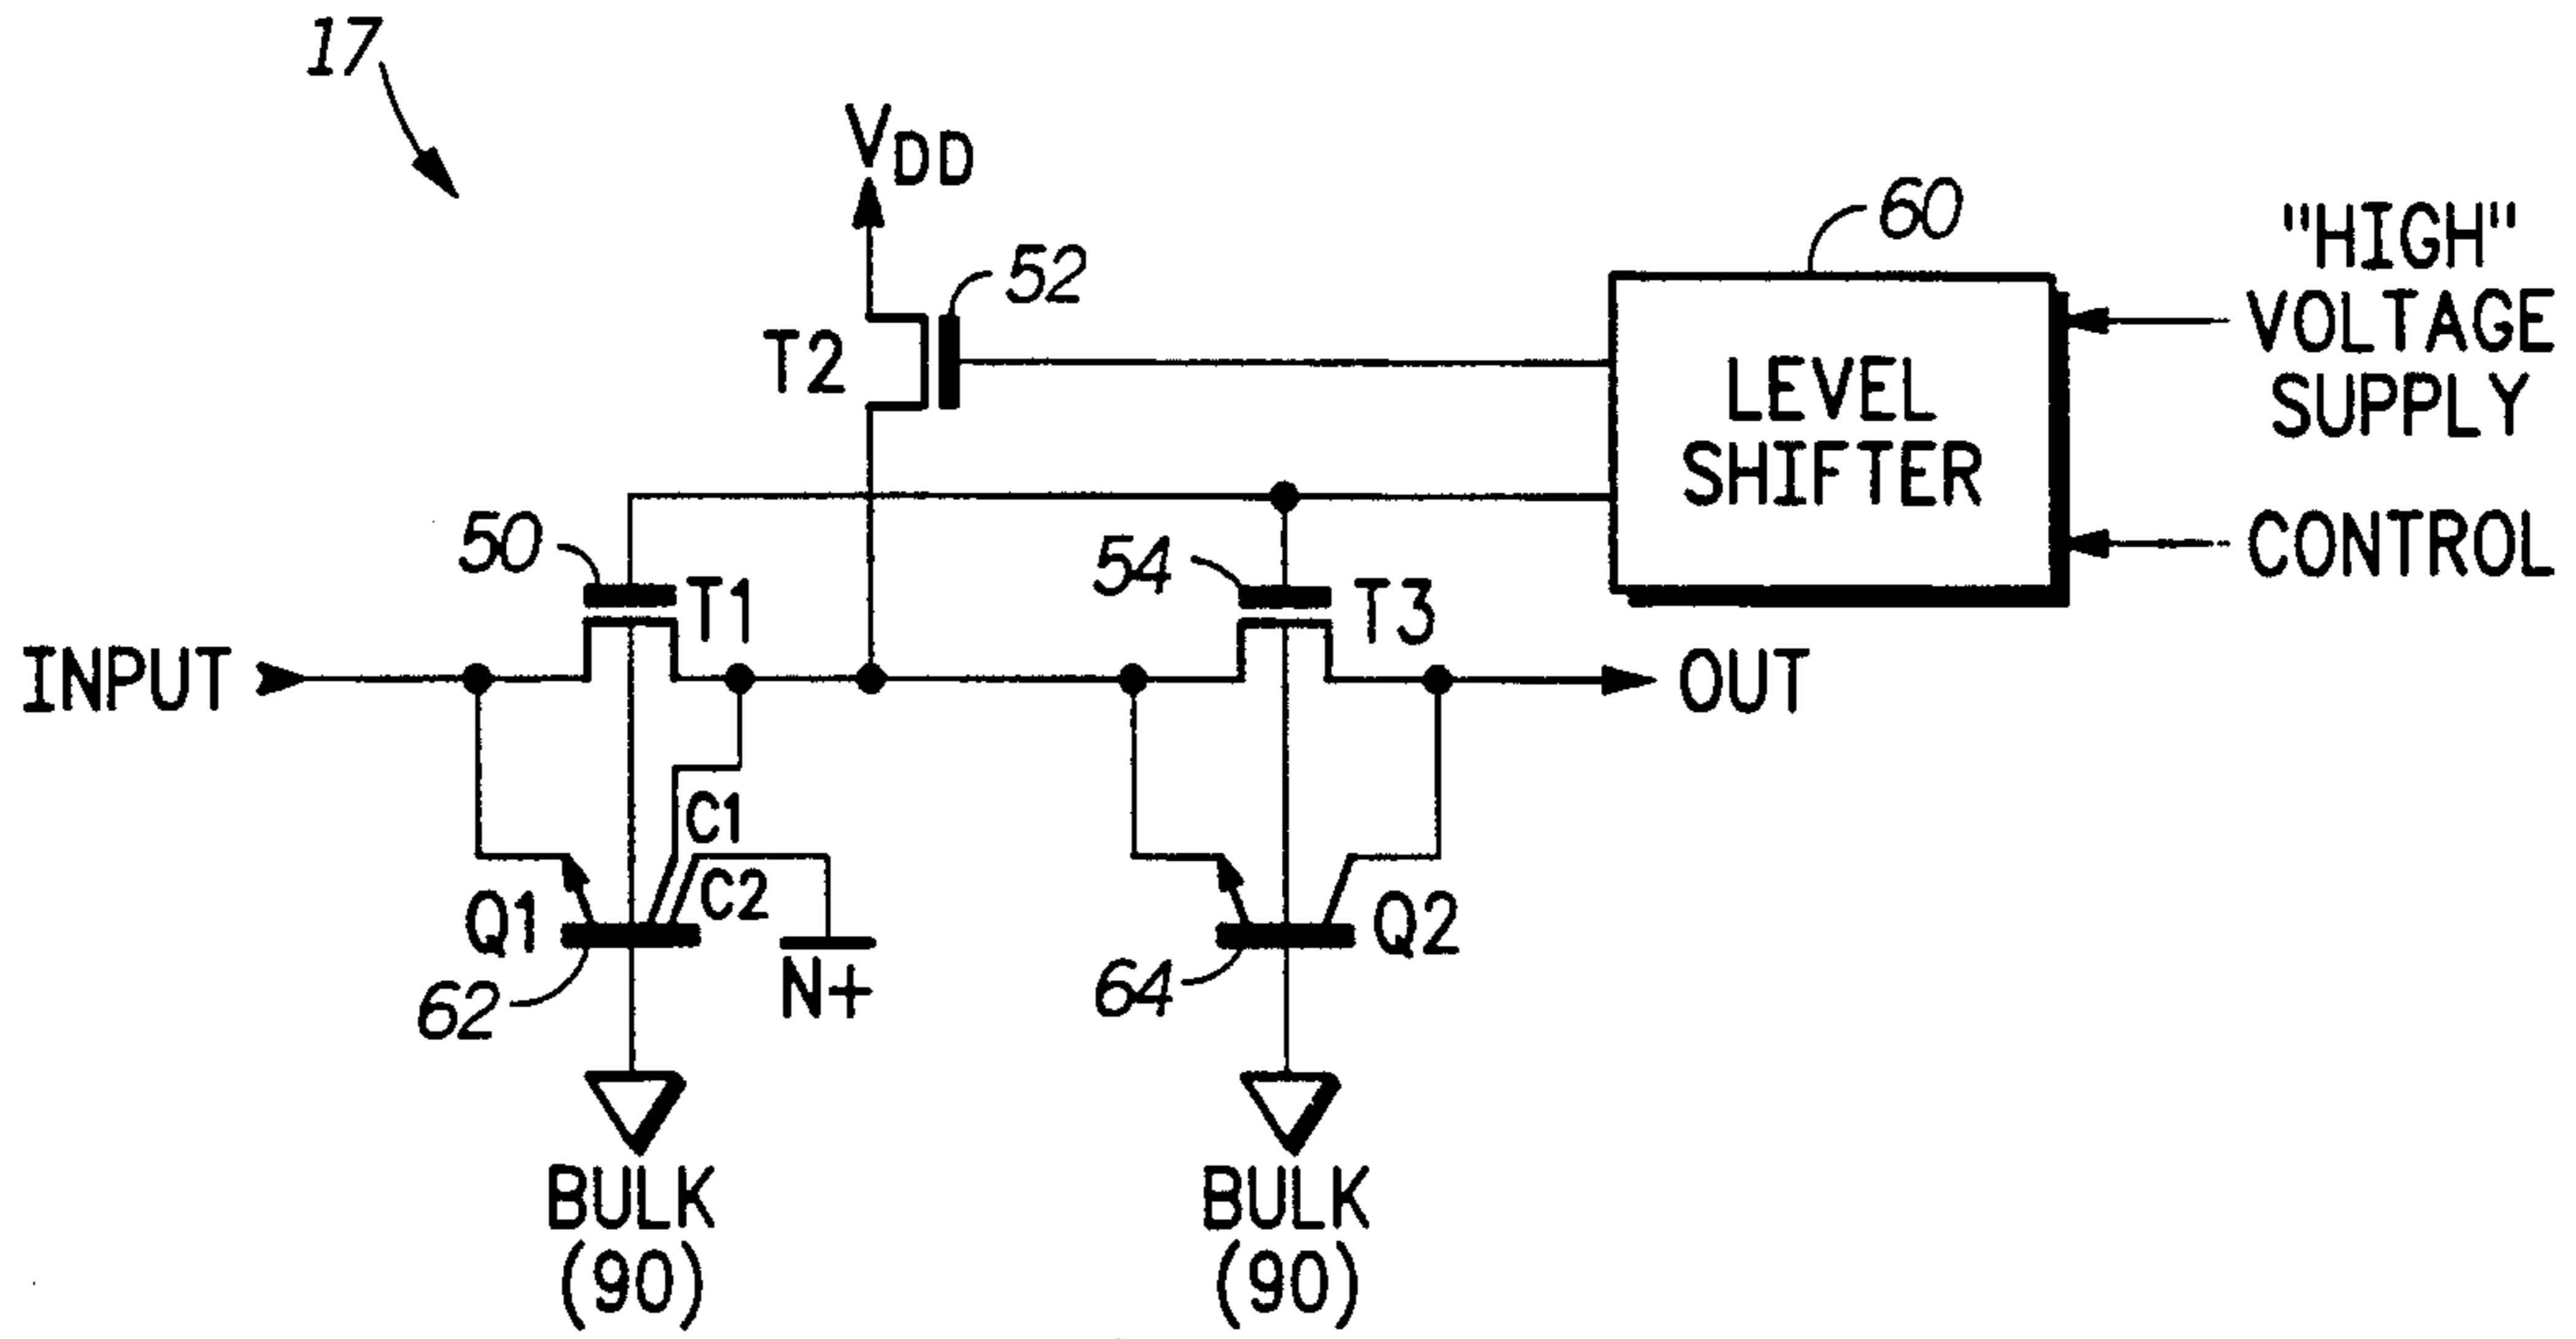 17
VDD
52
T2
60
"HIGH"
VOLTAGE
SUPPLY
LEVEL
SHIFTER
CONTROL
50
T1
54
T3
INPUT
OUT
C1
C2
Q1
62
N+
Q2
64
BULK
(90)
BULK
(90)